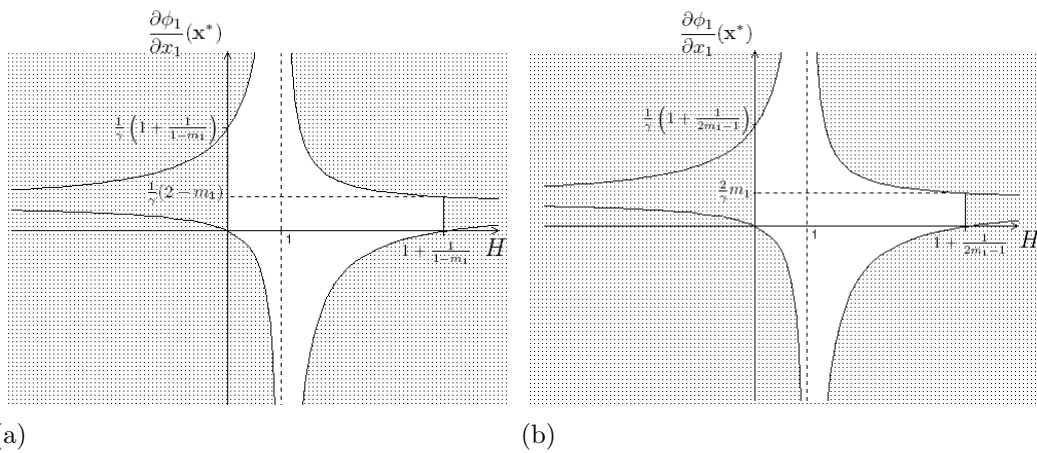 ∂ϕ₁/∂x₁ (x*)
1/γ (1 + 1/(1−m₁))
1/γ (2 − m₁)
1
1 + 1/(1−m₁)
H
(a)
∂ϕ₁/∂x₁ (x*)
1/γ (1 + 1/(2m₁−1))
2/γ m₁
1
1 + 1/(2m₁−1)
H
(b)